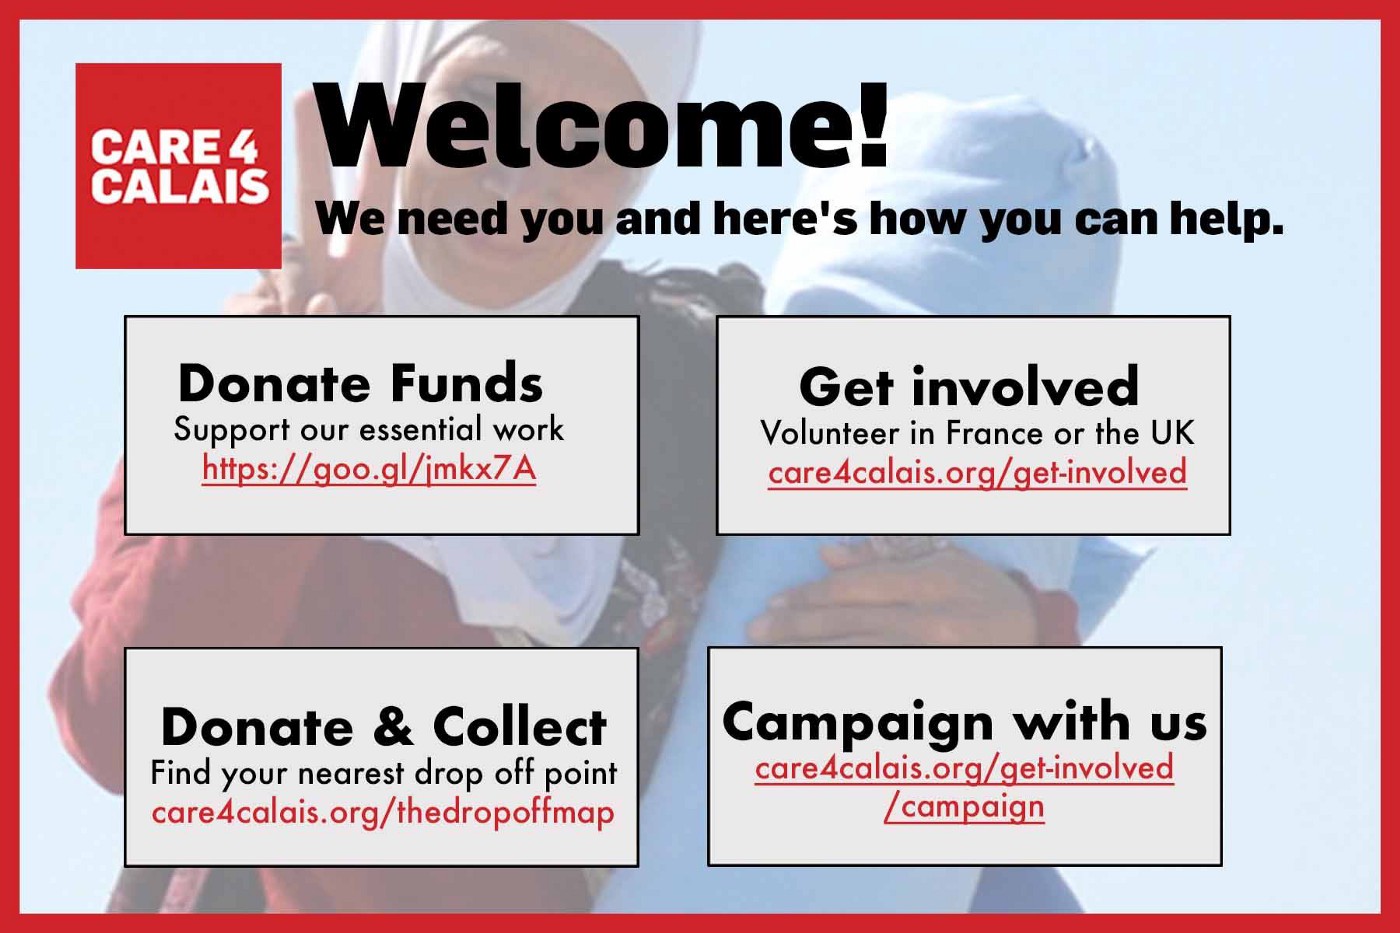 CARE 4
CALAIS
Welcome!
We need you and here's how you can help.
Donate Funds
Support our essential work
https://goo.gl/jmkx7A
Get involved
Volunteer in France or the UK
care4calais.org/get-involved
Donate & Collect
Find your nearest drop off point
care4calais.org/thedropoffmap
Campaign with us
care4calais.org/get-involved
/campaign